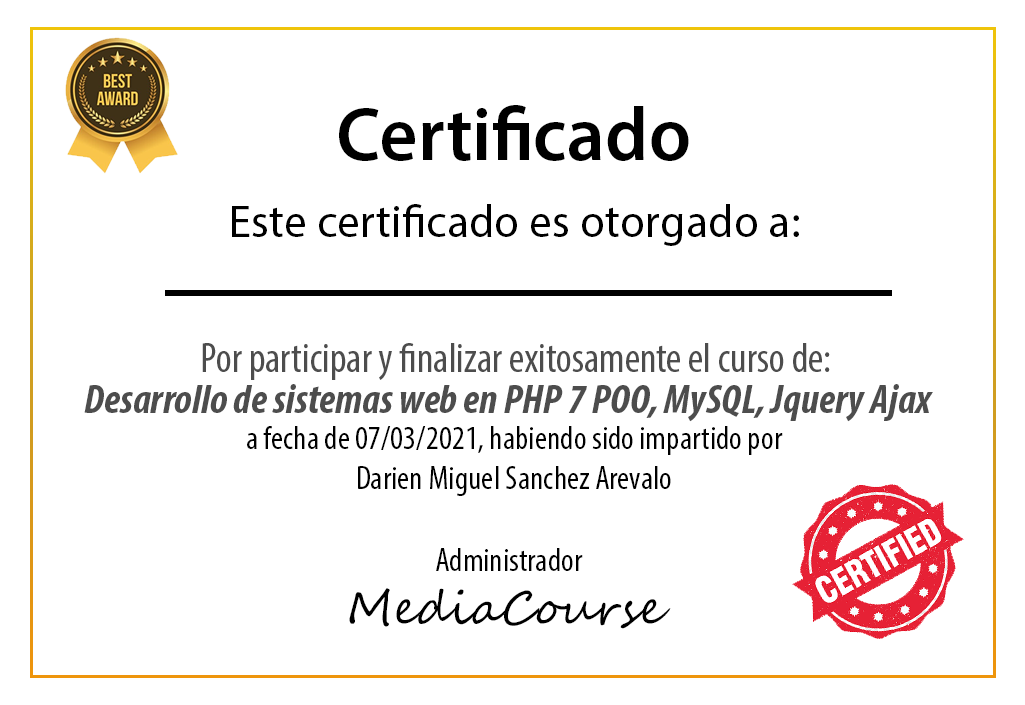 BEST
AWARD
Certificado
Este certificado es otorgado a:
Por participar y finalizar exitosamente el curso de:
Desarrollo de sistemas web en PHP 7 POO, MySQL, Jquery Ajax
a fecha de 07/03/2021, habiendo sido impartido por
Darien Miguel Sanchez Arevalo
Administrador
MediaCourse
CERTIFIED